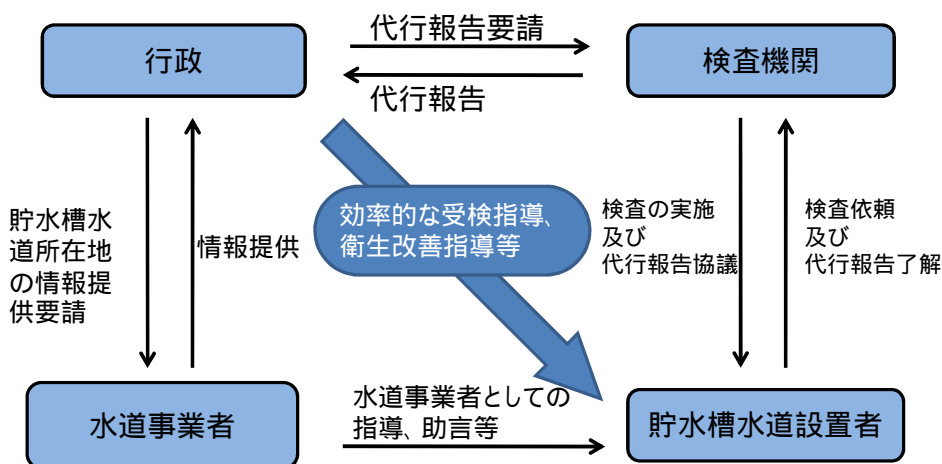 代行報告要請
行政
検査機関
代行報告
貯水槽水
道所在地
の情報提
供要請
情報提供
効率的な受検指導、
衛生改善指導等
検査の実施
及び
代行報告協議
検査依頼
及び
代行報告了解
水道事業者
水道事業者としての
指導、助言等
貯水槽水道設置者